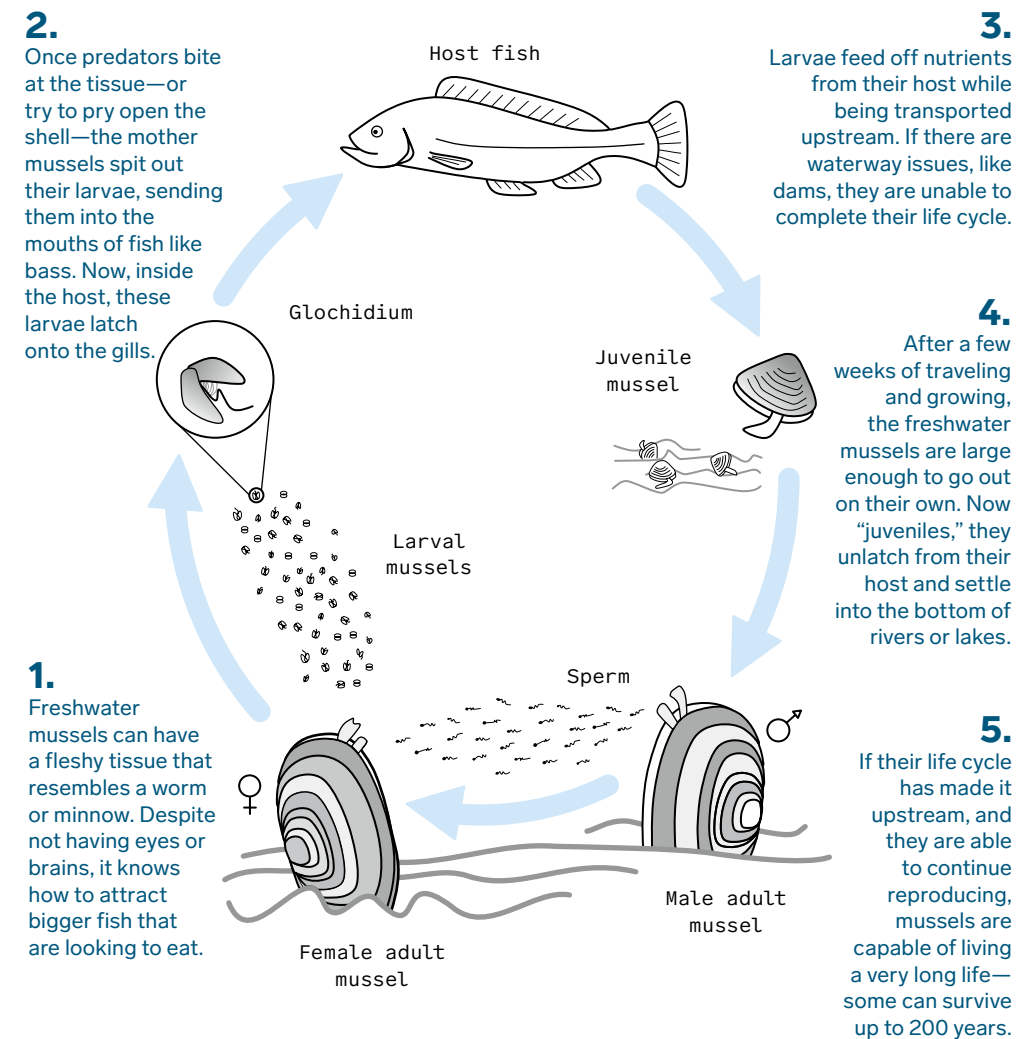 2.
Once predators bite
at the tissue—or
try to pry open the
shell—the mother
mussels spit out
their larvae, sending
them into the
mouths of fish like
bass. Now, inside
the host, these
larvae latch
onto the gills.
Host fish
3.
Larvae feed off nutrients
from their host while
being transported
upstream. If there are
waterway issues, like
dams, they are unable to
complete their life cycle.
Glochidium
Juvenile
mussel
4.
After a few
weeks of traveling
and growing,
the freshwater
mussels are large
enough to go out
on their own. Now
“juveniles,” they
unlatch from their
host and settle
into the bottom of
rivers or lakes.
Larval
mussels
1.
Freshwater
mussels can have
a fleshy tissue that
resembles a worm
or minnow. Despite
not having eyes or
brains, it knows
how to attract
bigger fish that
are looking to eat.
Sperm
♂
♀
Female adult
mussel
Male adult
mussel
5.
If their life cycle
has made it
upstream, and
they are able
to continue
reproducing,
mussels are
capable of living
a very long life—
some can survive
up to 200 years.